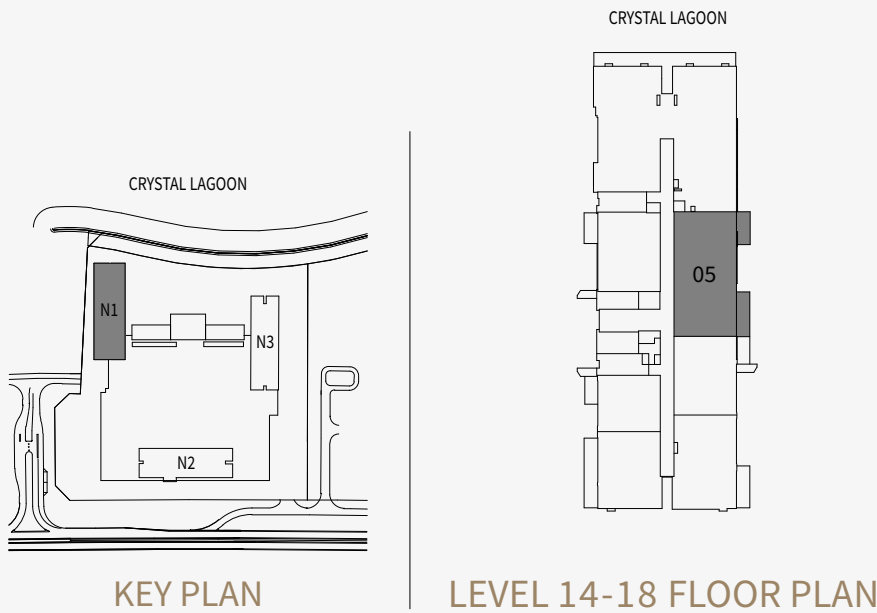 CRYSTAL LAGOON
N1
N3
N2
KEY PLAN
CRYSTAL LAGOON
05
LEVEL 14-18 FLOOR PLAN